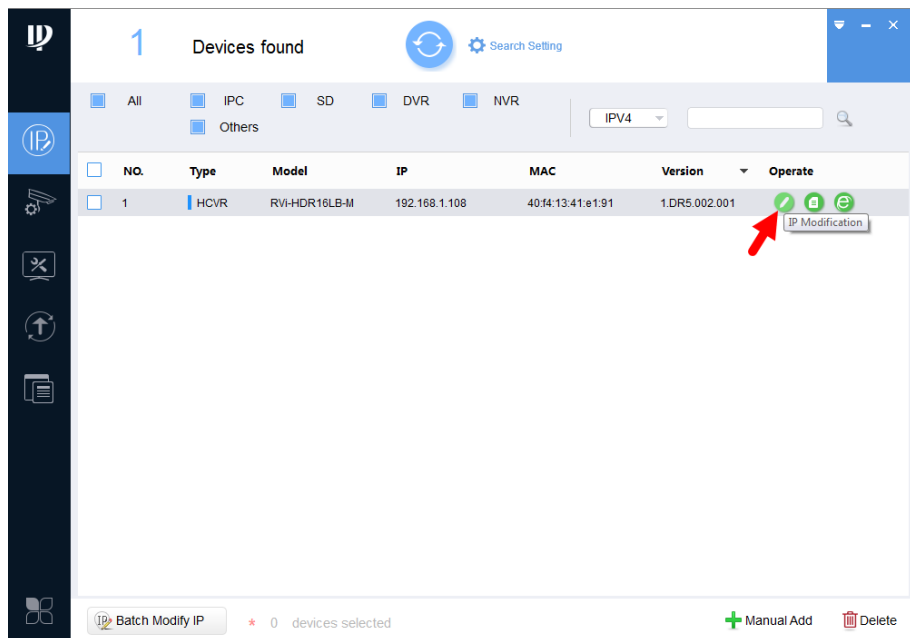 IP
1 Devices found Search Setting
All IPC SD DVR NVR
Others
IPV4
NO. Type Model IP MAC Version Operate
1 HCVR RVi-HDR16LB-M 192.168.1.108 40:f4:13:41:e1:91 1.DR5.002.001
IP Modification
Batch Modify IP * 0 devices selected Manual Add Delete